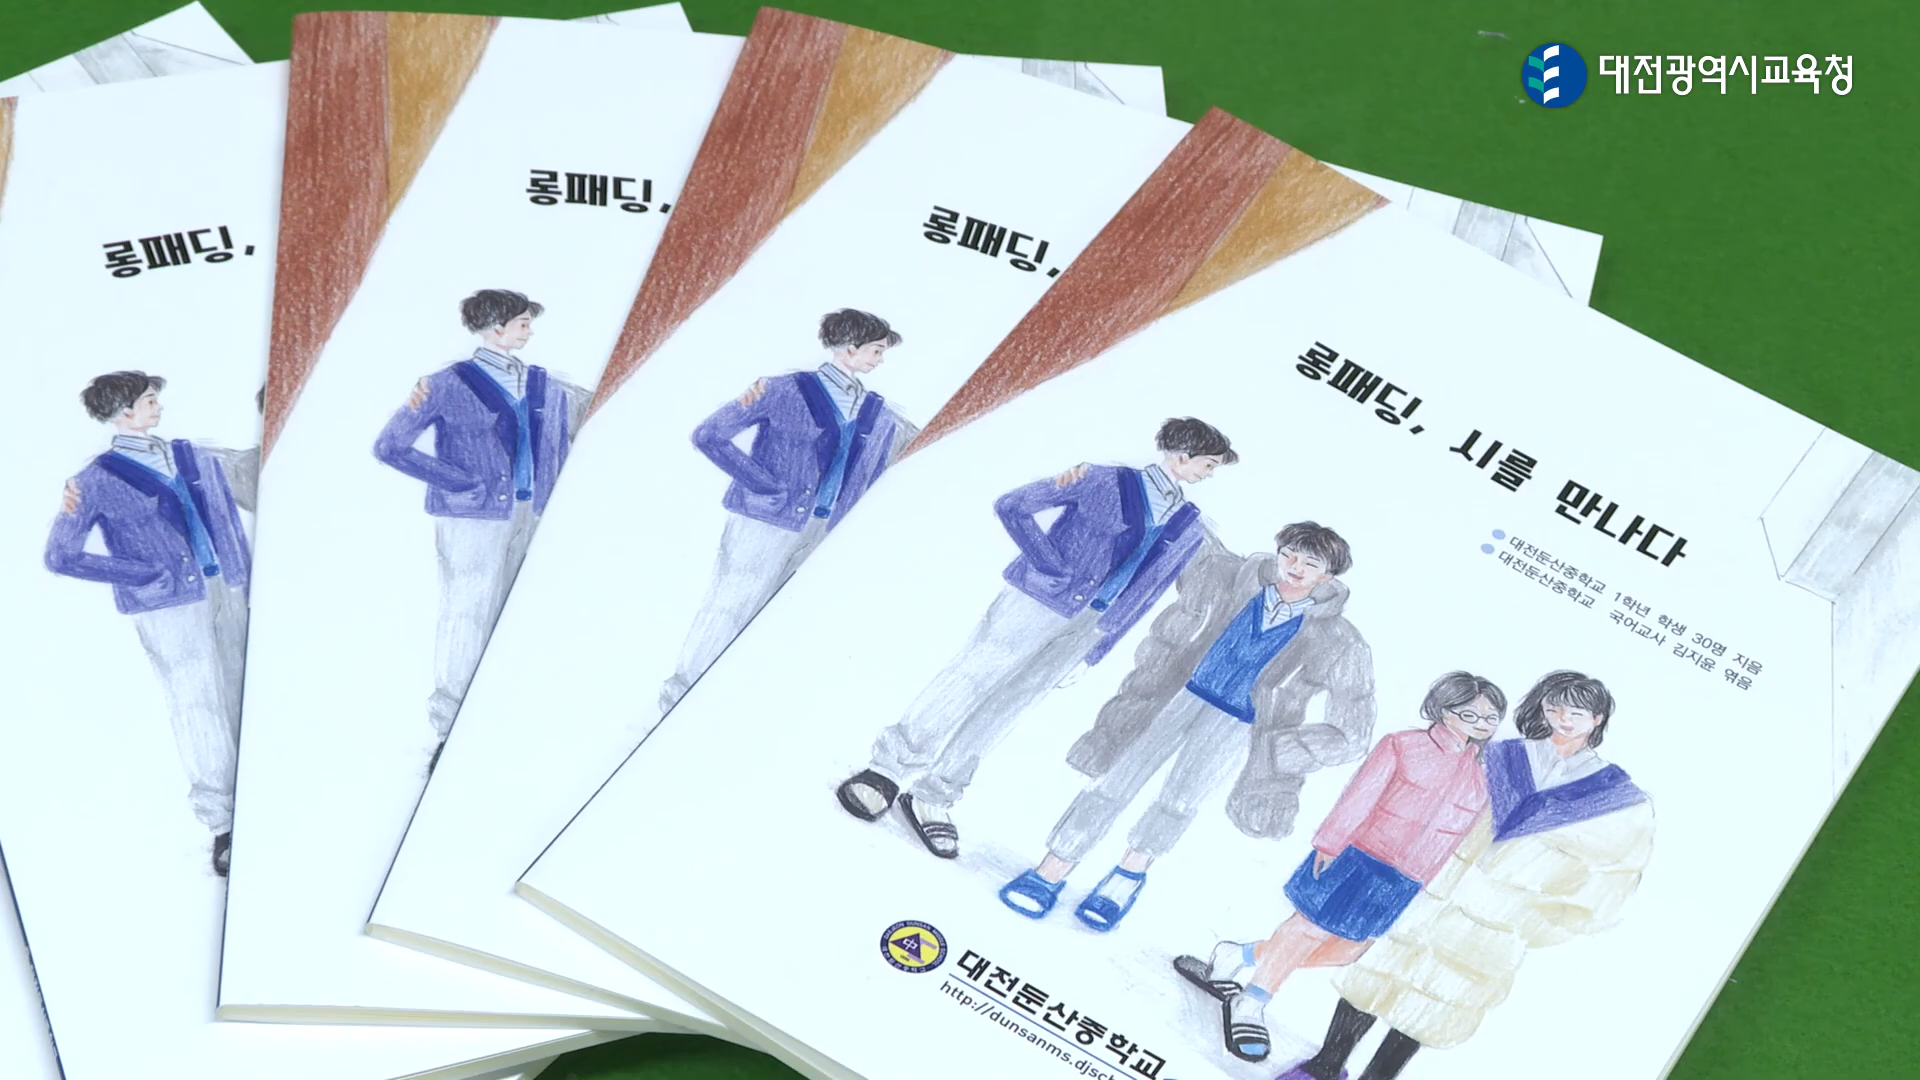 대전광역시교육청
롱패딩,
롱패딩,
롱패딩,
롱패딩, 시를 만나다
대전둔산중학교 1학년 학생 30명 지음
대전둔산중학교 국어교사 김지윤 엮음
中
대전둔산중학교
http://dunsanms.djsch